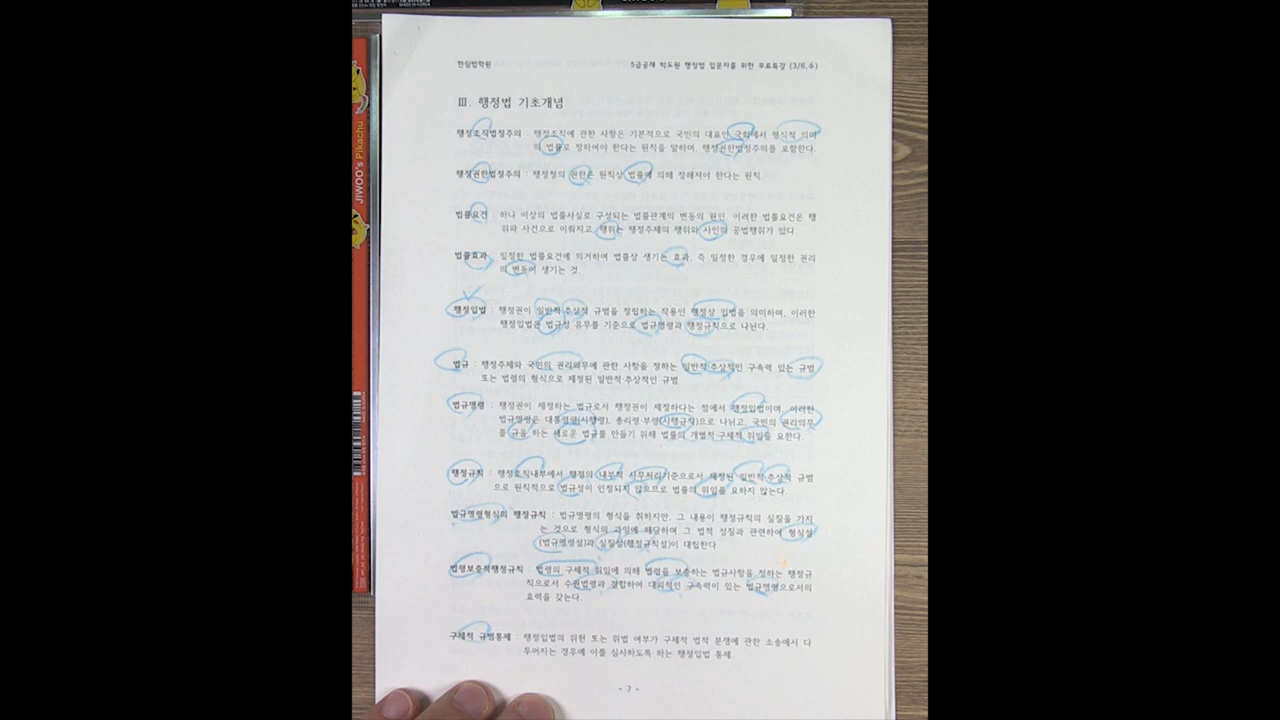 JIWOO's Pikachu
한림법학원 5급공채 박도원 행정법 입문자를 위한 무료특강 (3/6,수)
Ⅲ. 행정법 기초개념
행정조직법정주의 : 행정조직에 관한 사항은 기본적으로 국민의 대표인 국회에서 형식적 의미
의 법률로 정하여야 한다는 원칙을 말하며, 행정권한법정주의를 포함한다.
행정권한법정주의 : 행정청의 권한은 원칙상 법률에 의해 정해져야 한다는 원칙.
법률요건 : 하나 이상의 법률사실로 구성되는 법률관계의 변동의 원인. 이러한 법률요건은 행
위와 사건으로 이뤄지고, 행위는 행정주체의 행위와 사인의 공법행위가 있다.
법률효과 : 일정한 법률요건에 의거하여 법률상 생기는 효과. 즉 일정한 경우에 일정한 권리
의 변동이 생기는 것
행정입법 : 행정권이 일반적·추상적 규범을 정립하는 작용인 행정상 입법을 의미하며, 이러한
행정입법은 법규성 유무를 기준으로 법규명령과 행정규칙으로 나뉜다.
법규 : 행정주체와 국민의 권리의무에 관한 사항을 정하는 일반적·추상적인 구속력 있는 규범
또는 법령의 형식으로 제정된 일반적·추상적인 규범
법규명령 : 행정권이 제정하는 법규로서 행정권이 제정하다는 점에서 행정입법이며, 이러한
법규명령은 대통령령(시행령), 총리령·부령(시행규칙)으로 나뉘고, 국민의 권리의무
를 규율 하는 새로운 법규를 만들기 위해 법률의 개별적·구체적 위임을 요한다.
행정규칙 : 행정조직내부에서 행정의 내부적 사무처리기준으로서 제정된 일반적·추상적 규범
으로 원칙적으로 법규성이 인정되지 않으므로 법률의 위임을 요하지 않는다.
법규명령형식의 행정규칙 : 법규명령의 형식을 취하지만, 그 내용이 행정규칙의 실질을 가지
는 것으로 형식의 과잉에 해당하며 그 법적 성질과 관련하여 형식설
(법규명령설)과 실질설(행정규칙설)이 대립한다.
법령보충적행정규칙 : 법령의 구체적 위임에 의해 법령을 보충하는 법규사항을 정하는 행정규
칙으로서 수권법령과 결합하여 대외적인 구속력이 있는 법규명령으로서의
효력을 갖는다.
구체적 규범통제 : 행정입법의 위헌 또는 위법 여부가 구체적 법적 분쟁에 관한 소송에서 다
투어지는 경우에 이를 심사하도록 하는 행정입법 통제.
- 7 -